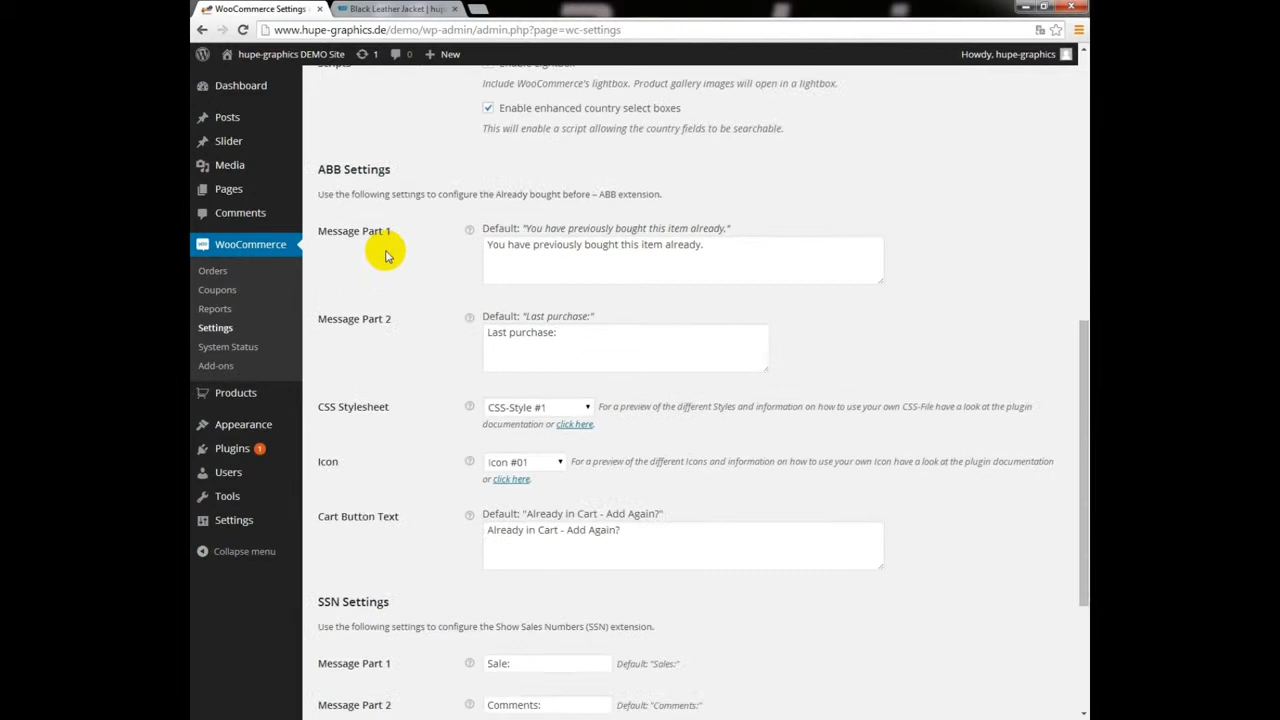 WooCommerce Settings
Black Leather Jacket | hup
www.hupe-graphics.de/demo/wp-admin/admin.php?page=wc-settings
hupe-graphics DEMO Site
1
0
New
Howdy, hupe-graphics
Dashboard
Posts
Slider
Media
Pages
Comments
WooCommerce
Orders
Coupons
Reports
Settings
System Status
Add-ons
Products
Appearance
Plugins 1
Users
Tools
Settings
Collapse menu
Scripts Enable Lightbox
Include WooCommerce's lightbox. Product gallery images will open in a lightbox.
Enable enhanced country select boxes
This will enable a script allowing the country fields to be searchable.
ABB Settings
Use the following settings to configure the Already bought before – ABB extension.
Message Part 1
Default: "You have previously bought this item already."
You have previously bought this item already.
Message Part 2
Default: "Last purchase:"
Last purchase:
CSS Stylesheet
CSS-Style #1
For a preview of the different Styles and information on how to use your own CSS-File have a look at the plugin
documentation or click here.
Icon
Icon #01
For a preview of the different Icons and information on how to use your own Icon have a look at the plugin documentation
or click here.
Cart Button Text
Default: "Already in Cart - Add Again?"
Already in Cart - Add Again?
SSN Settings
Use the following settings to configure the Show Sales Numbers (SSN) extension.
Message Part 1
Sale:
Default: "Sales:"
Message Part 2
Comments:
Default: "Comments:"